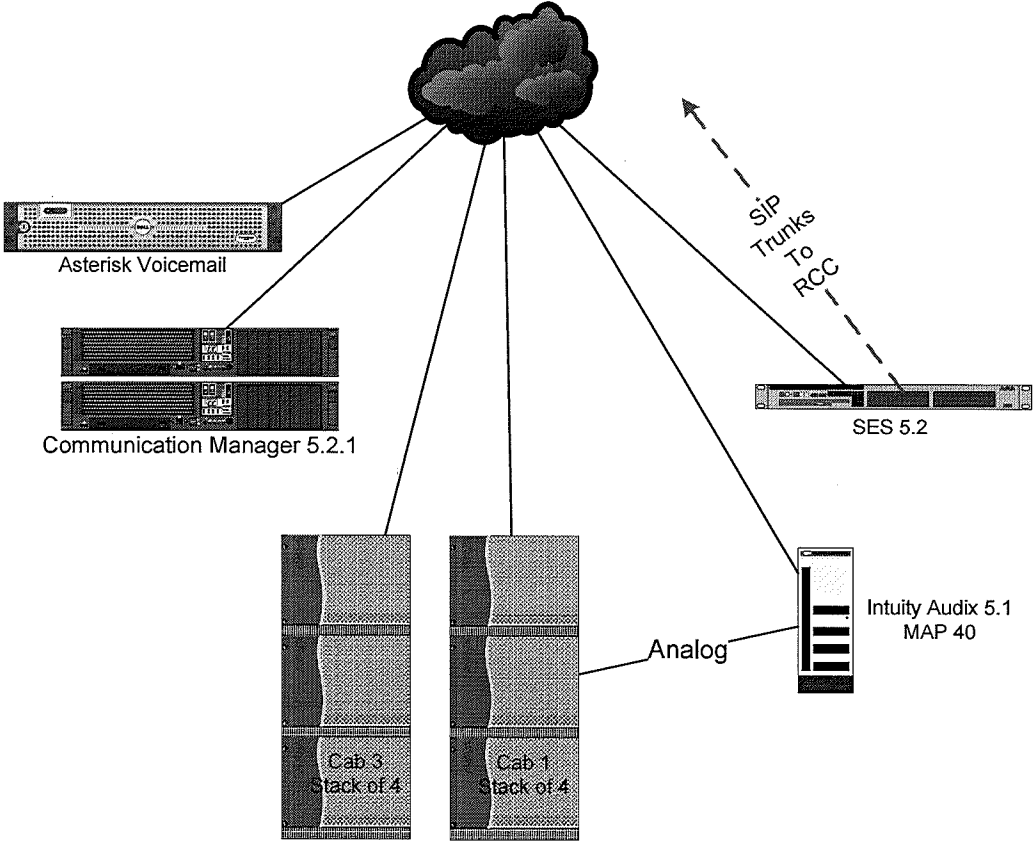 SIP
Trunks
To
RCC
Asterisk Voicemail
DELL
Communication Manager 5.2.1
SES 5.2
Intuity Audix 5.1
MAP 40
Analog
Cab 3
Stack of 4
Cab 1
Stack of 4